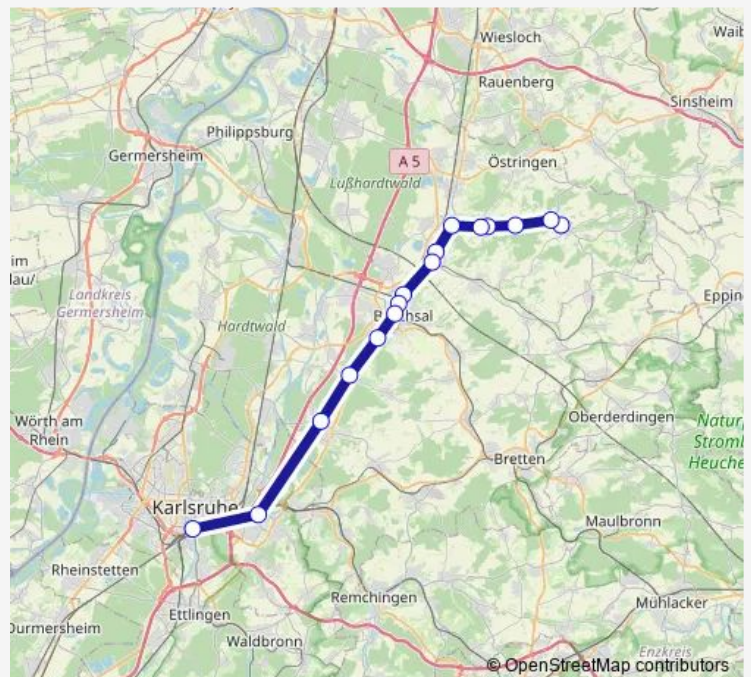 Wiesloch
Rauenberg
Sinsheim
Philippsburg
Germersheim
A 5
Östringen
Lußhardtwald
im
lau/
Landkreis
Germersheim
Hardtwald
Eppin
Wörth am
Rhein
Oberderdingen
Natur
Stromb
Heuche
Bretten
Karlsruhe
Maulbronn
Rheinstetten
Remchingen
Mühlacker
Ettlingen
Durmersheim
Waldbronn
Enzkreis
© OpenStreetMap contributors